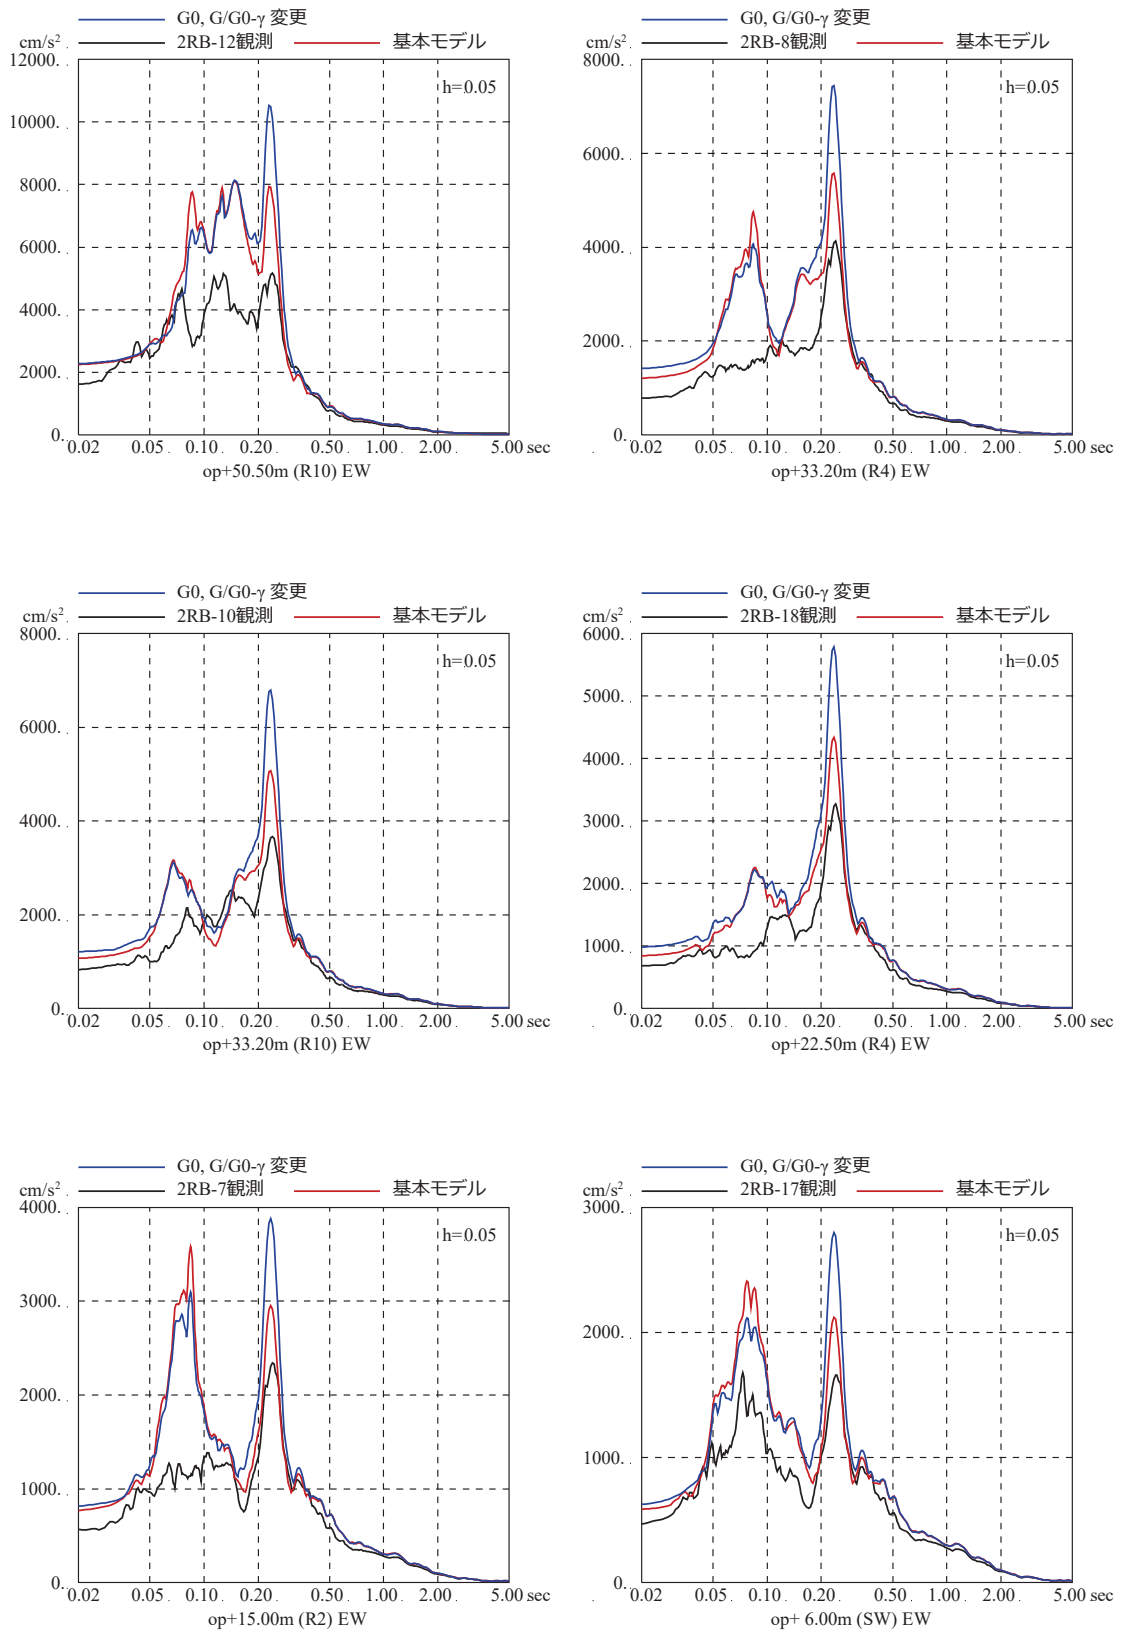 G0, G/G0-γ 変更
cm/s² 2RB-12観測 基本モデル
12000.
h=0.05
10000.
8000.
6000.
4000.
2000.
0.
0.02 0.05 0.10 0.20 0.50 1.00 2.00 5.00 sec
op+50.50m (R10) EW
G0, G/G0-γ 変更
cm/s² 2RB-8観測 基本モデル
8000.
h=0.05
6000.
4000.
2000.
0.
0.02 0.05 0.10 0.20 0.50 1.00 2.00 5.00 sec
op+33.20m (R4) EW
G0, G/G0-γ 変更
cm/s² 2RB-10観測 基本モデル
8000.
h=0.05
6000.
4000.
2000.
0.
0.02 0.05 0.10 0.20 0.50 1.00 2.00 5.00 sec
op+33.20m (R10) EW
G0, G/G0-γ 変更
cm/s² 2RB-18観測 基本モデル
6000.
h=0.05
5000.
4000.
3000.
2000.
1000.
0.
0.02 0.05 0.10 0.20 0.50 1.00 2.00 5.00 sec
op+22.50m (R4) EW
G0, G/G0-γ 変更
cm/s² 2RB-7観測 基本モデル
4000.
h=0.05
3000.
2000.
1000.
0.
0.02 0.05 0.10 0.20 0.50 1.00 2.00 5.00 sec
op+15.00m (R2) EW
G0, G/G0-γ 変更
cm/s² 2RB-17観測 基本モデル
3000.
h=0.05
2000.
1000.
0.
0.02 0.05 0.10 0.20 0.50 1.00 2.00 5.00 sec
op+ 6.00m (SW) EW